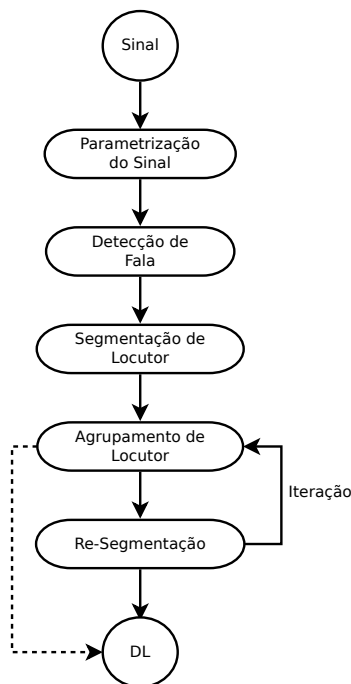 Sinal
Parametrização
do Sinal
Detecção de
Fala
Segmentação de
Locutor
Agrupamento de
Locutor
Iteração
Re-Segmentação
DL